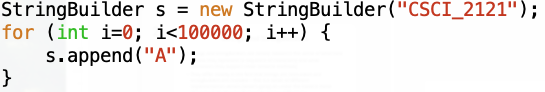 StringBuilder s = new StringBuilder("CSCI_2121");
for (int i=0; i<100000; i++) {
    s.append("A");
}